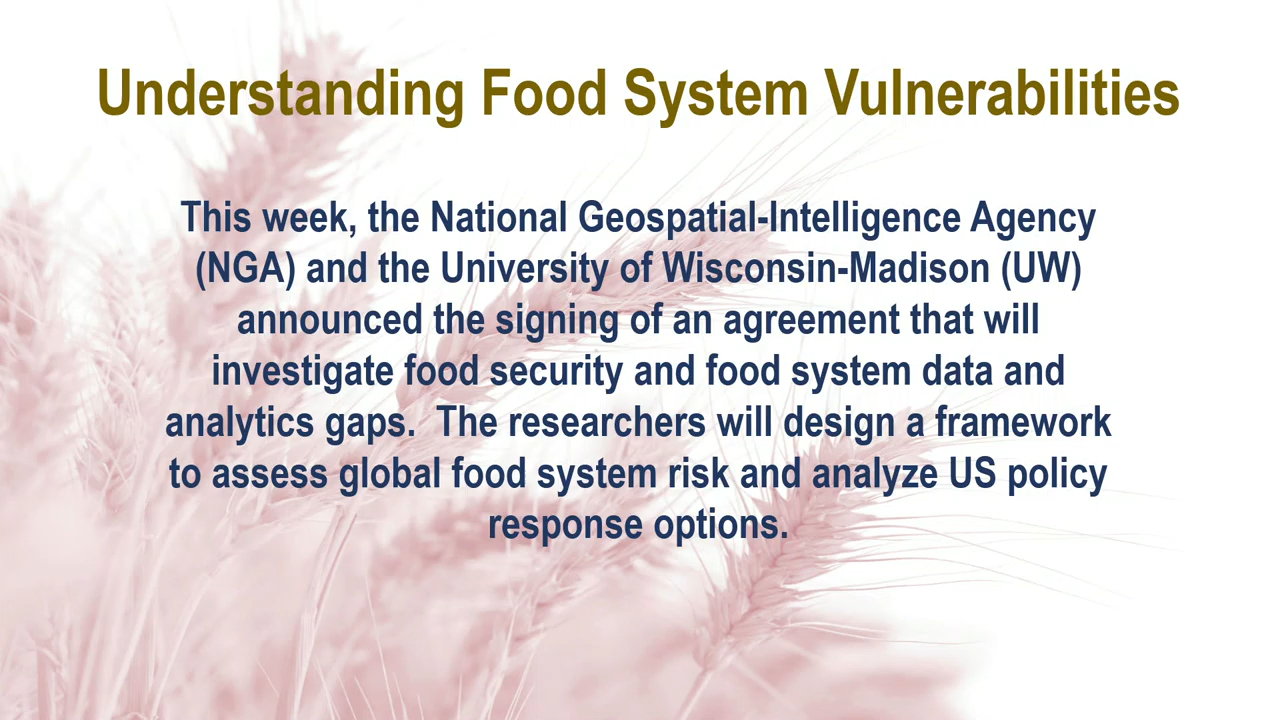 Understanding Food System Vulnerabilities
This week, the National Geospatial-Intelligence Agency
(NGA) and the University of Wisconsin-Madison (UW)
announced the signing of an agreement that will
investigate food security and food system data and
analytics gaps.  The researchers will design a framework
to assess global food system risk and analyze US policy
response options.